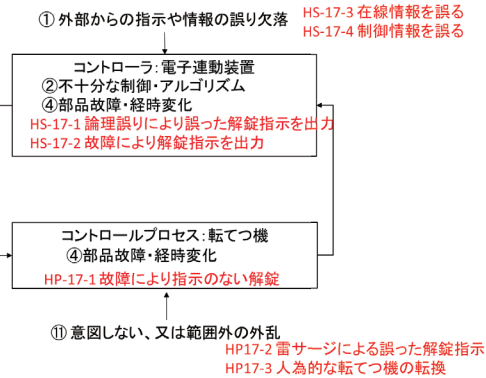 ① 外部からの指示や情報の誤り欠落
HS-17-3 在線情報を誤る
HS-17-4 制御情報を誤る
コントローラ：電子連動装置
②不十分な制御・アルゴリズム
④部品故障・経時変化
HS-17-1 論理誤りにより誤った解錠指示を出力
HS-17-2 故障により解錠指示を出力
コントロールプロセス：転てつ機
④部品故障・経時変化
HP-17-1 故障により指示のない解錠
⑪ 意図しない、又は範囲外の外乱
HP17-2 雷サージによる誤った解錠指示
HP17-3 人為的な転てつ機の転換